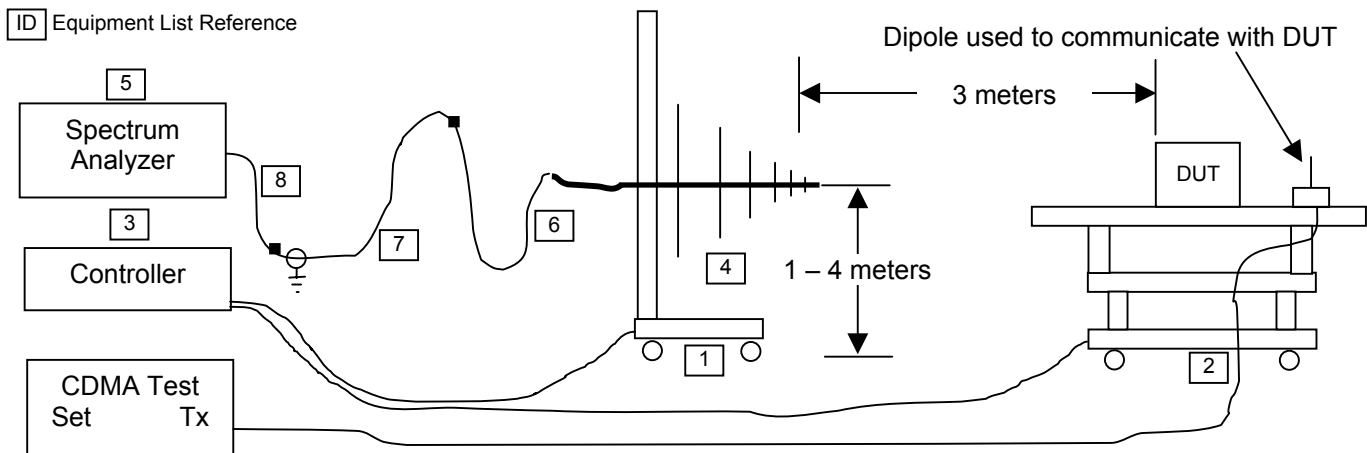 ID Equipment List Reference
Dipole used to communicate with DUT
5
3 meters
Spectrum
Analyzer
8
DUT
3
7
6
4
1 – 4 meters
Controller
1
2
CDMA Test
Set Tx